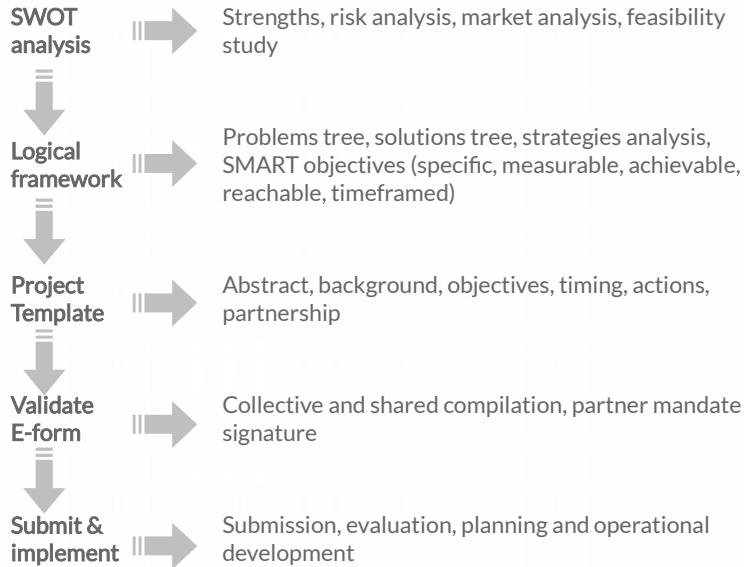 SWOT
analysis
Strengths, risk analysis, market analysis, feasibility
study
Logical
framework
Problems tree, solutions tree, strategies analysis,
SMART objectives (specific, measurable, achievable,
reachable, timeframed)
Project
Template
Abstract, background, objectives, timing, actions,
partnership
Validate
E-form
Collective and shared compilation, partner mandate
signature
Submit &
implement
Submission, evaluation, planning and operational
development